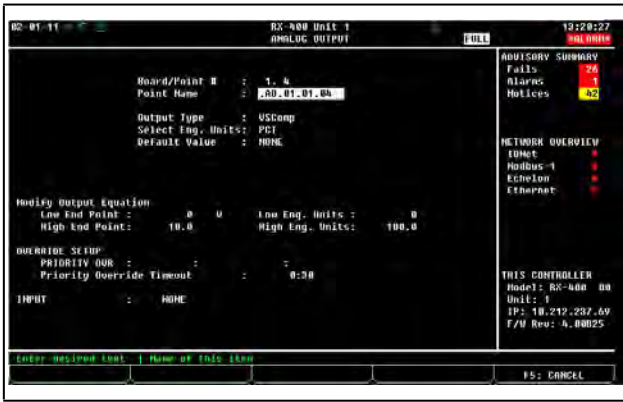 02-01-11
RX-400 Unit 1
13:20:27
ANALOG OUTPUT
FULL
*ALARM*
ADVISORY SUMMARY
Fails 26
Alarms 1
Notices 42
Board/Point # : 1. 4
Point Name : .AO.01.01.04
Output Type : VSComp
Select Eng. Units: PCT
Default Value : NONE
NETWORK OVERVIEW
IONet
Modbus-1
Echelon
Ethernet
Modify Output Equation
Low End Point : 0 V Low Eng. Units : 0
High End Point: 10.0 High Eng. Units: 100.0
OVERRIDE SETUP
PRIORITY OVR : : :
Priority Override Timeout : 0:30
INPUT : NONE
THIS CONTROLLER
Model: RX-400 00
Unit: 1
IP: 10.212.237.69
F/W Rev: 4.00B25
Enter desired text | Name of this item
F5: CANCEL